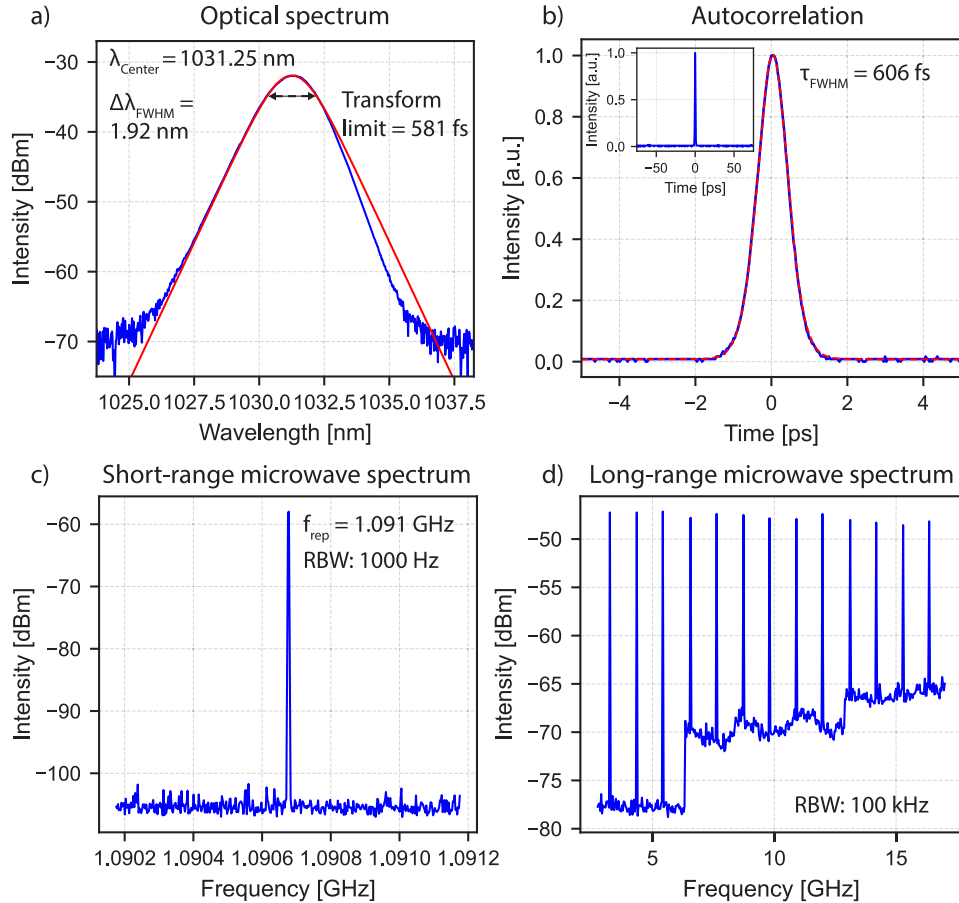 a) Optical spectrum
λCenter = 1031.25 nm
ΔλFWHM =
1.92 nm
Transform
limit = 581 fs
−30
−40
−50
−60
−70
Intensity [dBm]
1025.0 1027.5 1030.0 1032.5 1035.0 1037.5
Wavelength [nm]
b) Autocorrelation
τFWHM = 606 fs
1.0
0.8
0.6
0.4
0.2
0.0
Intensity [a.u.]
−4 −2 0 2 4
Time [ps]
1.0
0.5
0.0
Intensity [a.u.]
−50 0 50
Time [ps]
c) Short-range microwave spectrum
frep = 1.091 GHz
RBW: 1000 Hz
−60
−70
−80
−90
−100
Intensity [dBm]
1.0902 1.0904 1.0906 1.0908 1.0910 1.0912
Frequency [GHz]
d) Long-range microwave spectrum
−50
−55
−60
−65
−70
−75
−80
Intensity [dBm]
RBW: 100 kHz
5 10 15
Frequency [GHz]